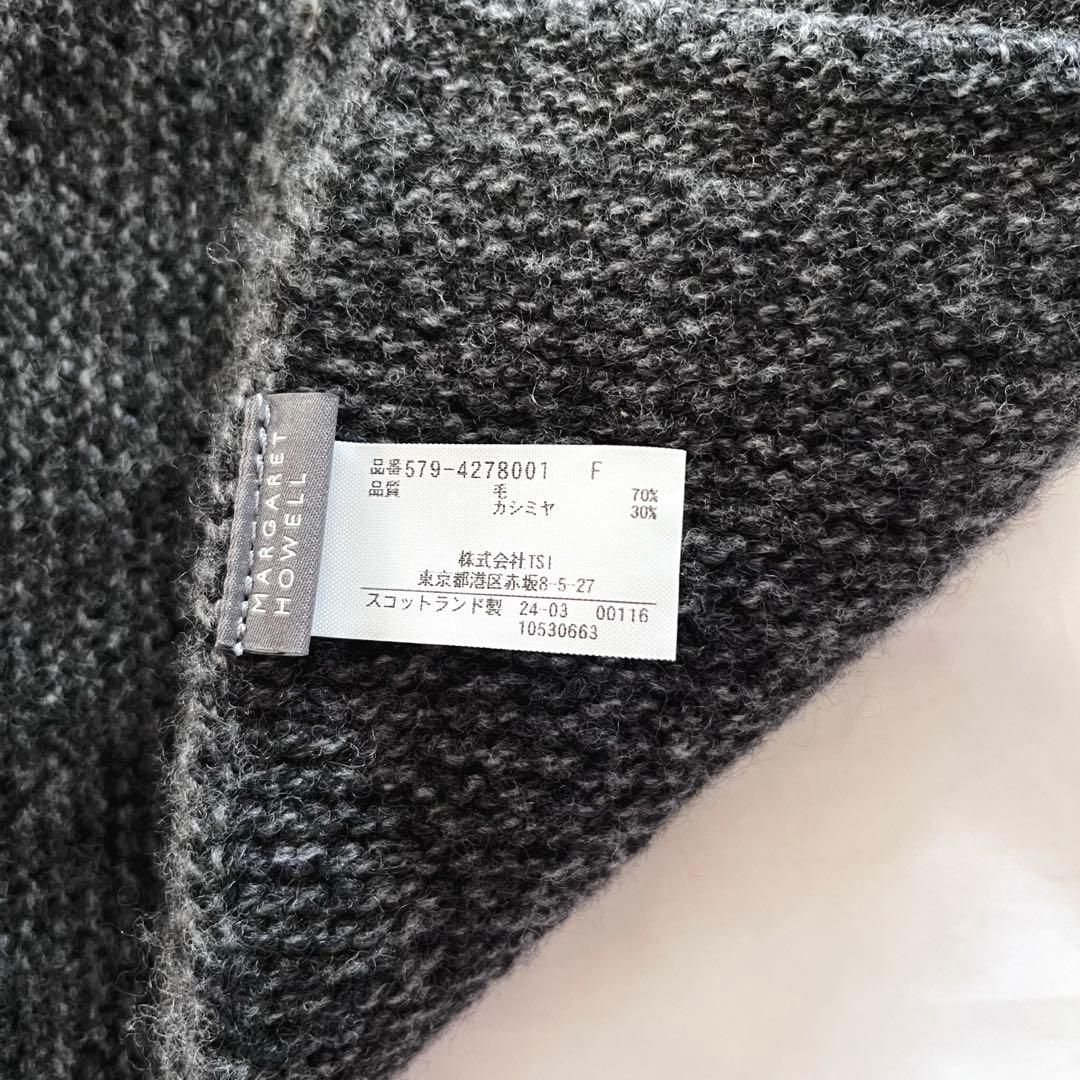 MARGARET
HOWELL
品番579-4278001 F
品質 毛 70%
カシミヤ 30%
株式会社TSI
東京都港区赤坂8-5-27
スコットランド製 24-03 00116
10530663